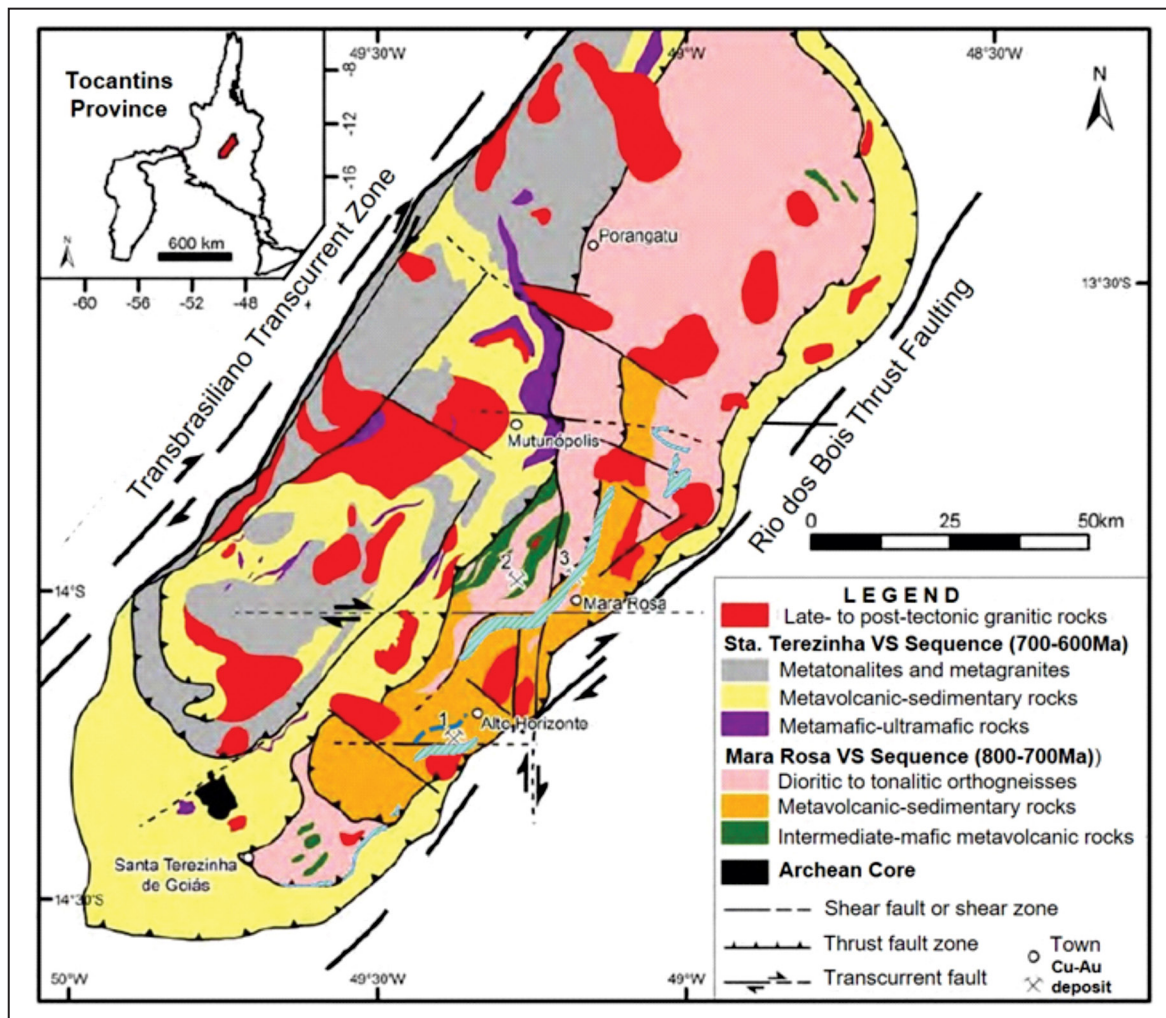 49°30'W
49°W
48°30'W
Tocantins
Province
-8
-12
-16
N
600 km
-60
-56
-52
-48
N
Transbrasiliano Transcurrent Zone
Porangatu
13°30'S
Rio dos Bois Thrust Faulting
Mutunópolis
0
25
50km
2
3
14°S
Mara Rosa
1
Alto Horizonte
Santa Terezinha
de Goiás
14°30'S
50°W
49°30'W
49°W
LEGEND
Late- to post-tectonic granitic rocks
Sta. Terezinha VS Sequence (700-600Ma)
Metatonalites and metagranites
Metavolcanic-sedimentary rocks
Metamafic-ultramafic rocks
Mara Rosa VS Sequence (800-700Ma))
Dioritic to tonalitic orthogneisses
Metavolcanic-sedimentary rocks
Intermediate-mafic metavolcanic rocks
Archean Core
Shear fault or shear zone
Thrust fault zone
Transcurrent fault
Town
Cu-Au
deposit